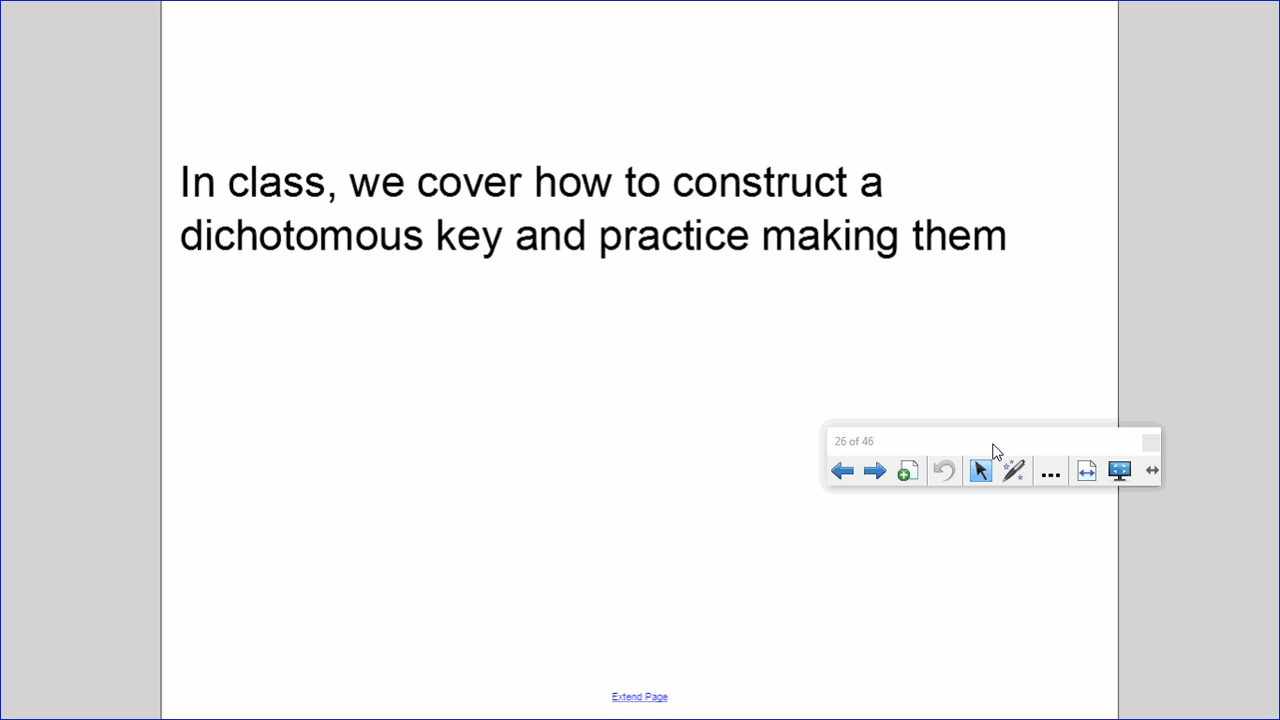 In class, we cover how to construct a
dichotomous key and practice making them
26 of 46
Extend Page